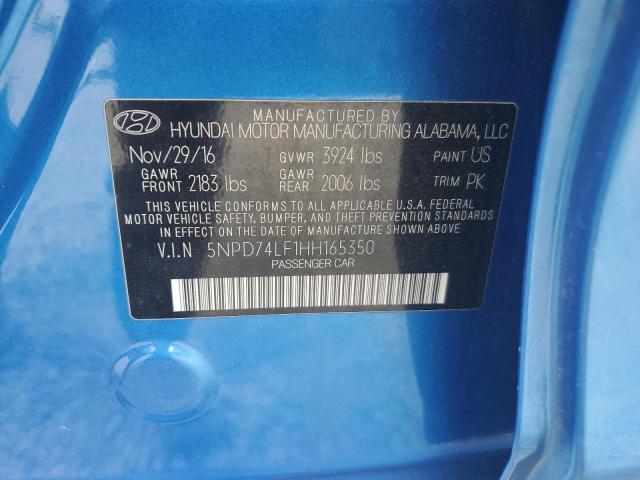 MANUFACTURED BY
HYUNDAI MOTOR MANUFACTURING ALABAMA, LLC
Nov/29/16 GVWR 3924 lbs PAINT US
GAWR FRONT 2183 lbs GAWR REAR 2006 lbs TRIM PK
THIS VEHICLE CONFORMS TO ALL APPLICABLE U.S.A. FEDERAL
MOTOR VEHICLE SAFETY, BUMPER, AND THEFT PREVENTION STANDARDS
IN EFFECT ON THE DATE OF MANUFACTURE SHOWN ABOVE.
V.I.N 5NPD74LF1HH165350
PASSENGER CAR